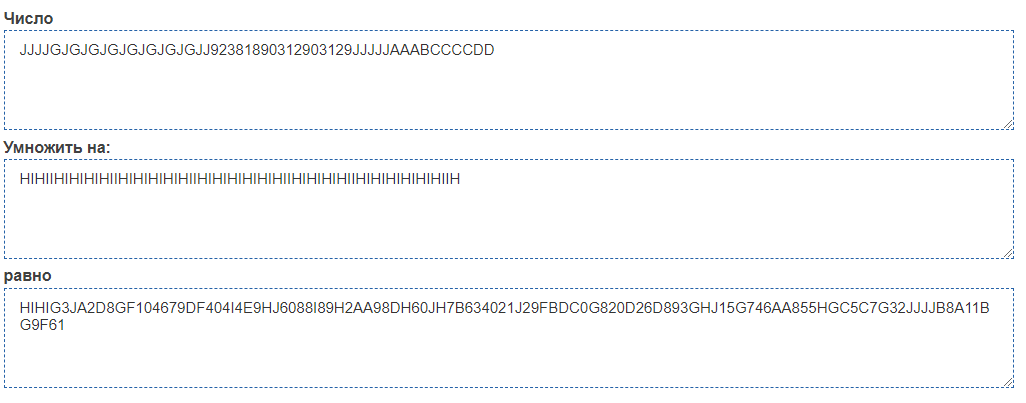 Число
JJJJGJGJGJGJGJGJGJGJJ92381890312903129JJJJJAAABCCCCDD
Умножить на:
HIHIIHIHIHIHIIHIHIHIHIHIIHIHIHIHIHIHIIHIHIHIHIIHIHIHIHIHIHIIH
равно
HIHIG3JA2D8GF104679DF404I4E9HJ6088I89H2AA98DH60JH7B634021J29FBDC0G820D26D893GHJ15G746AA855HGC5C7G32JJJJB8A11B
G9F61